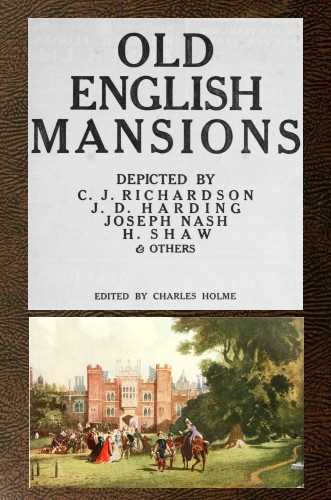 OLD
ENGLISH
MANSIONS
DEPICTED BY
C. J. RICHARDSON
J. D. HARDING
JOSEPH NASH
H. SHAW
& OTHERS
EDITED BY CHARLES HOLME